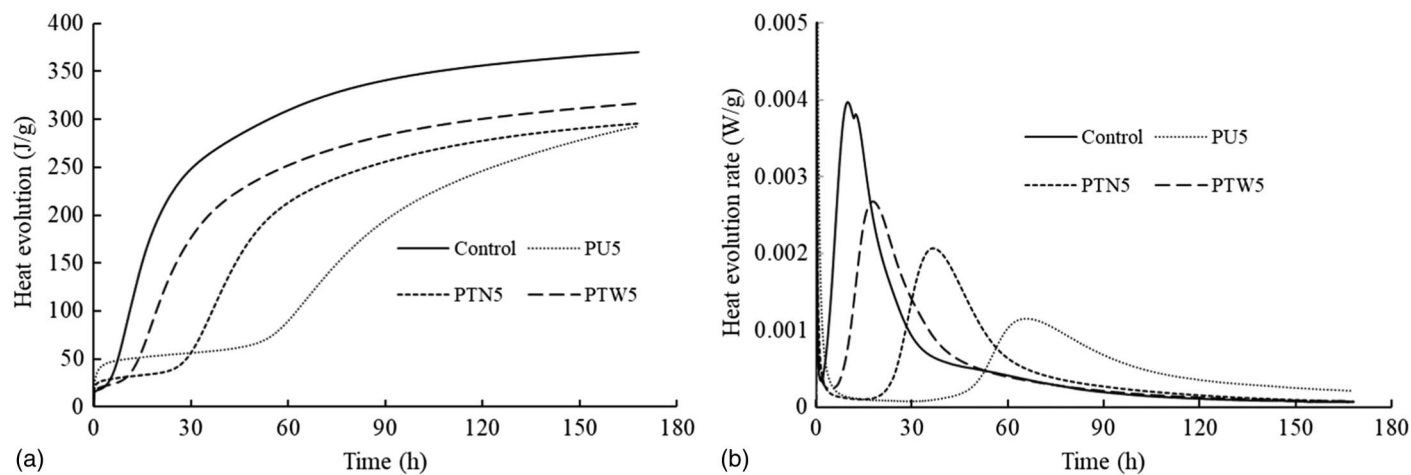 400
350
300
250
200
150
100
50
0
Heat evolution (J/g)
Control PU5
PTN5 PTW5
0 30 60 90 120 150 180
Time (h)
(a)
0.005
0.004
0.003
0.002
0.001
0
Heat evolution rate (W/g)
Control PU5
PTN5 PTW5
0 30 60 90 120 150 180
Time (h)
(b)